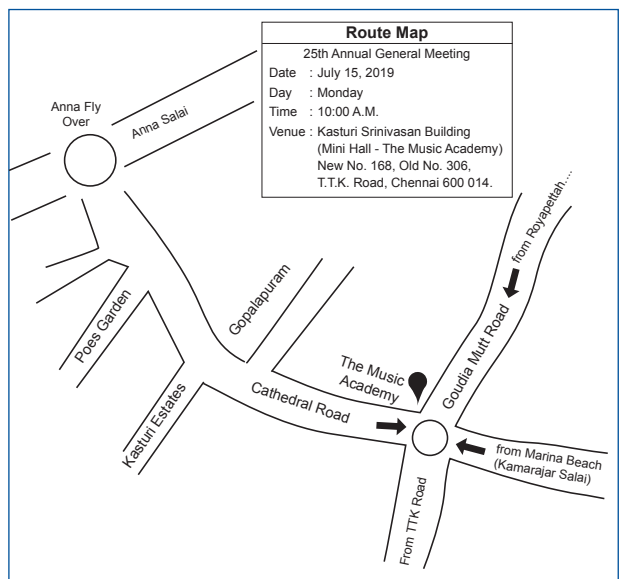 Route Map
25th Annual General Meeting
Date : July 15, 2019
Day : Monday
Time : 10:00 A.M.
Venue : Kasturi Srinivasan Building
(Mini Hall - The Music Academy)
New No. 168, Old No. 306,
T.T.K. Road, Chennai 600 014.
Anna Fly
Over
Anna Salai
from Royapettah....
Gopalapuram
Poes Garden
Goudia Mutt Road
The Music
Academy
Cathedral Road
Kasturi Estates
from Marina Beach
(Kamarajar Salai)
From TTK Road